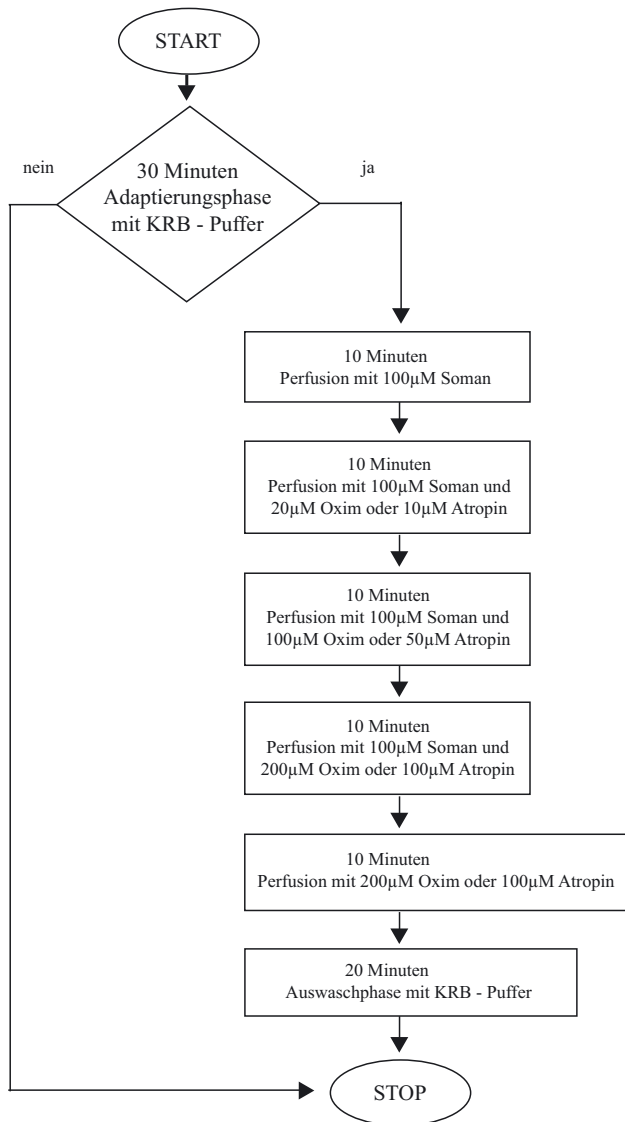 START
nein
ja
30 Minuten
Adaptierungsphase
mit KRB - Puffer
10 Minuten
Perfusion mit 100µM Soman
10 Minuten
Perfusion mit 100µM Soman und
20µM Oxim oder 10µM Atropin
10 Minuten
Perfusion mit 100µM Soman und
100µM Oxim oder 50µM Atropin
10 Minuten
Perfusion mit 100µM Soman und
200µM Oxim oder 100µM Atropin
10 Minuten
Perfusion mit 200µM Oxim oder 100µM Atropin
20 Minuten
Auswaschphase mit KRB - Puffer
STOP